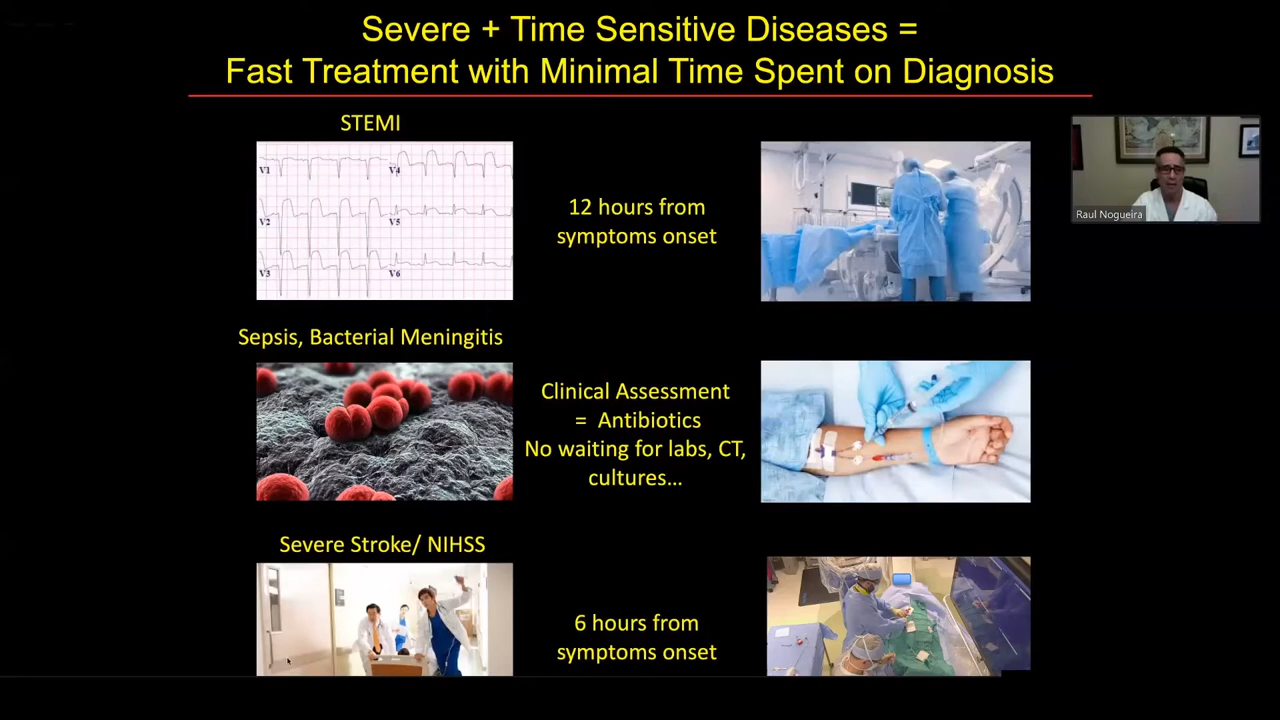 Severe + Time Sensitive Diseases =
Fast Treatment with Minimal Time Spent on Diagnosis
STEMI
V1
V4
V2
V5
V3
V6
12 hours from
symptoms onset
Raul Nogueira
Sepsis, Bacterial Meningitis
Clinical Assessment
= Antibiotics
No waiting for labs, CT,
cultures...
Severe Stroke/ NIHSS
6 hours from
symptoms onset